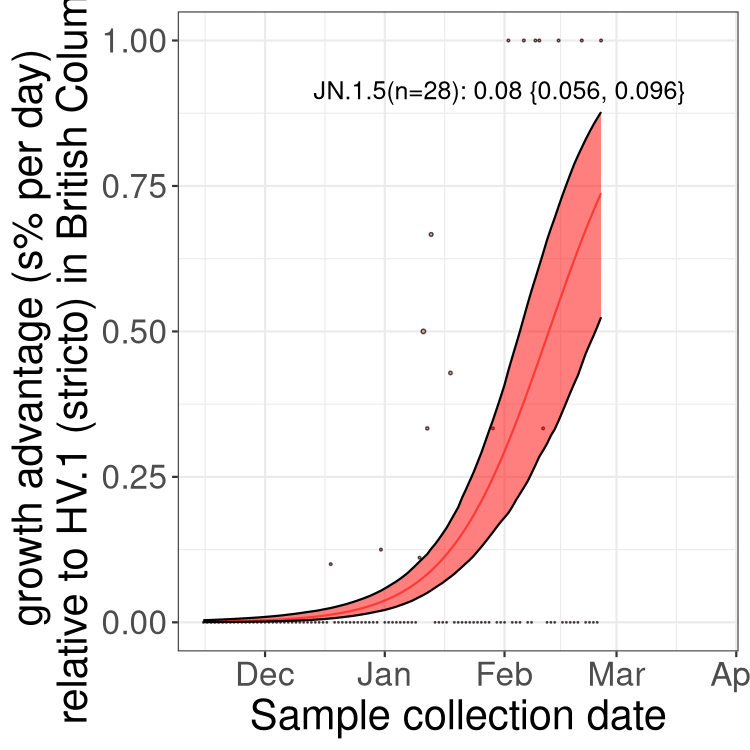 growth advantage (s% per day)
relative to HV.1 (stricto) in British Colum
1.00
0.75
0.50
0.25
0.00
JN.1.5(n=28): 0.08 {0.056, 0.096}
Dec Jan Feb Mar Ap
Sample collection date